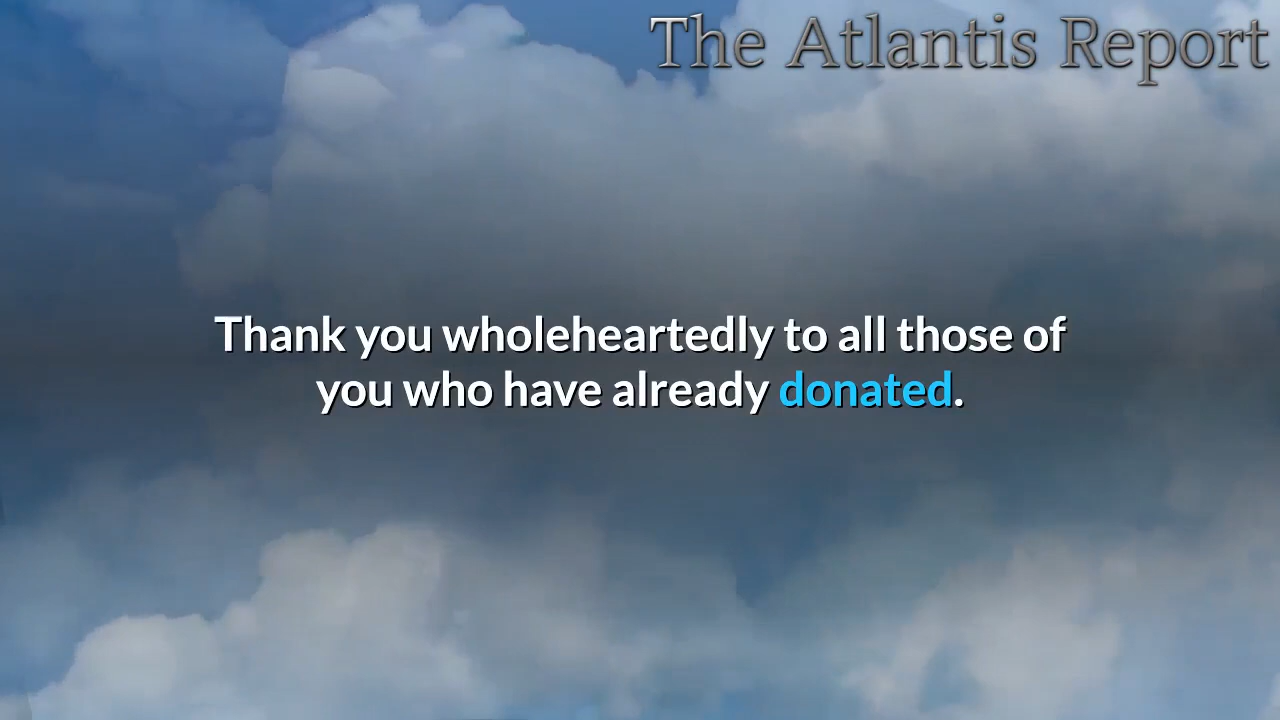 The Atlantis Report
Thank you wholeheartedly to all those of
you who have already donated.